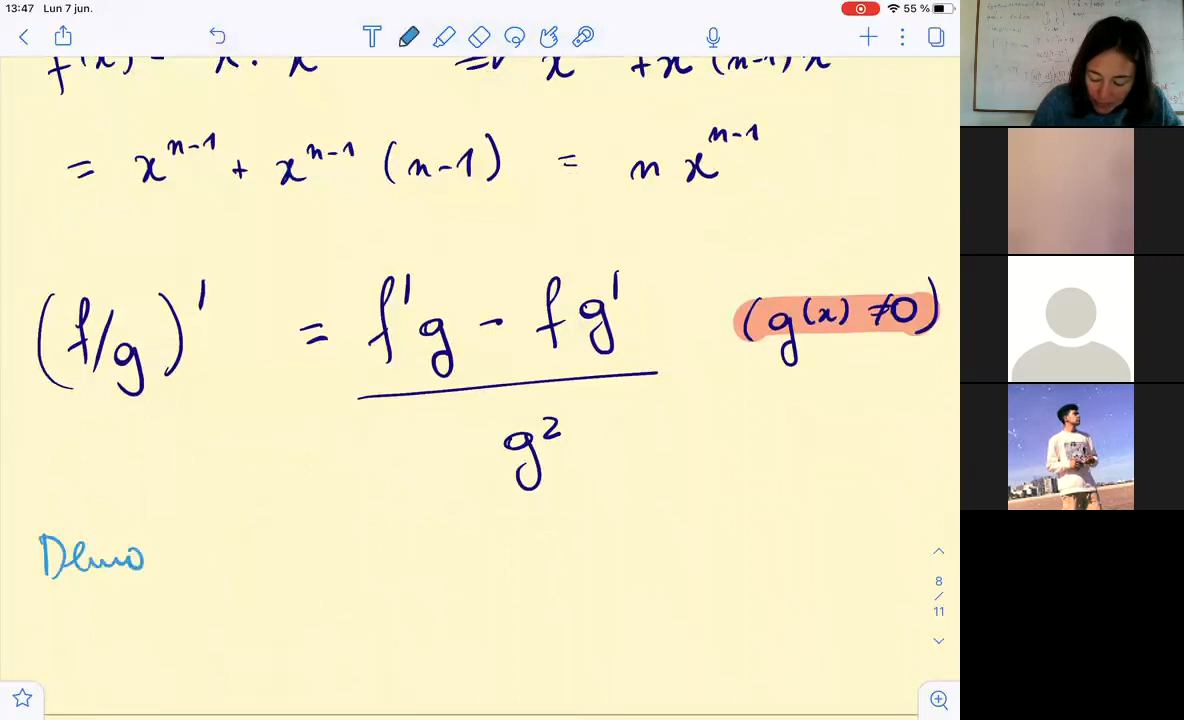 13:47 Lun 7 jun.
55 %
= x^{n-1} + x^{n-1} (n-1) = n x^{n-1}
(f/g)' = f'g - fg' / g² (g(x) ≠ 0)
Demo
8
/
11